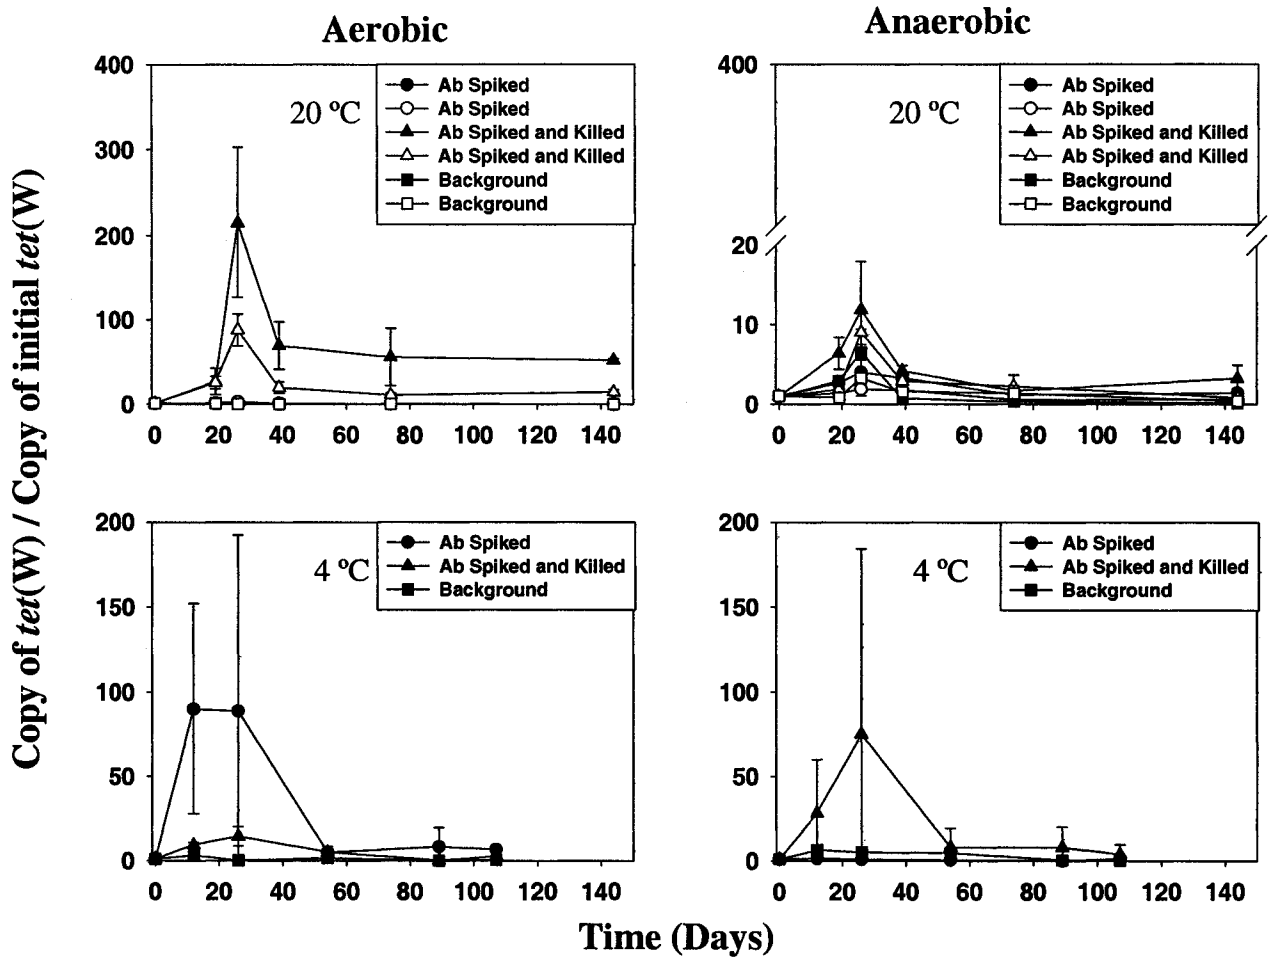 Aerobic
Anaerobic
Copy of tet(W) / Copy of initial tet(W)
400
300
200
100
0
20 ºC
Ab Spiked
Ab Spiked
Ab Spiked and Killed
Ab Spiked and Killed
Background
Background
0 20 40 60 80 100 120 140
400
20
10
0
20 ºC
Ab Spiked
Ab Spiked
Ab Spiked and Killed
Ab Spiked and Killed
Background
Background
0 20 40 60 80 100 120 140
200
150
100
50
0
4 ºC
Ab Spiked
Ab Spiked and Killed
Background
0 20 40 60 80 100 120 140
200
150
100
50
0
4 ºC
Ab Spiked
Ab Spiked and Killed
Background
0 20 40 60 80 100 120 140
Time (Days)